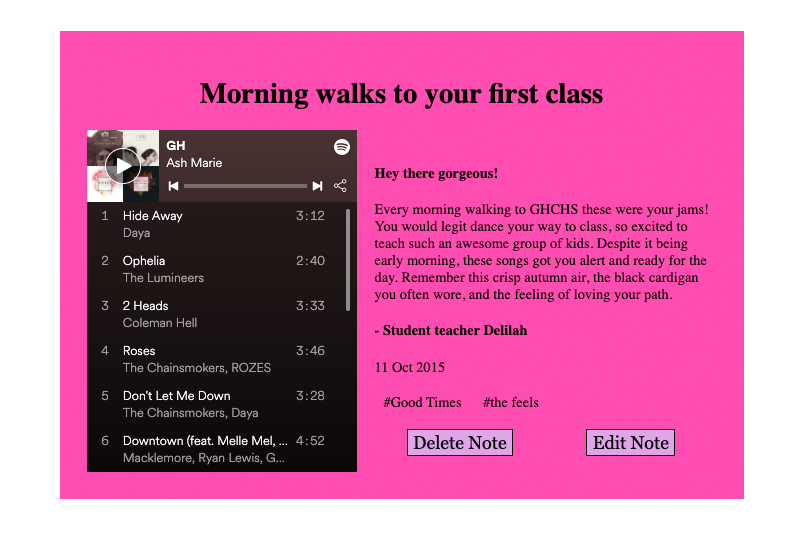 Morning walks to your first class
GH
Ash Marie
1 Hide Away 3:12
Daya
2 Ophelia 2:40
The Lumineers
3 2 Heads 3:33
Coleman Hell
4 Roses 3:46
The Chainsmokers, ROZES
5 Don't Let Me Down 3:28
The Chainsmokers, Daya
6 Downtown (feat. Melle Mel, ... 4:52
Macklemore, Ryan Lewis, G...
Hey there gorgeous!
Every morning walking to GHCHS these were your jams!
You would legit dance your way to class, so excited to
teach such an awesome group of kids. Despite it being
early morning, these songs got you alert and ready for the
day. Remember this crisp autumn air, the black cardigan
you often wore, and the feeling of loving your path.
- Student teacher Delilah
11 Oct 2015
#Good Times #the feels
Delete Note Edit Note